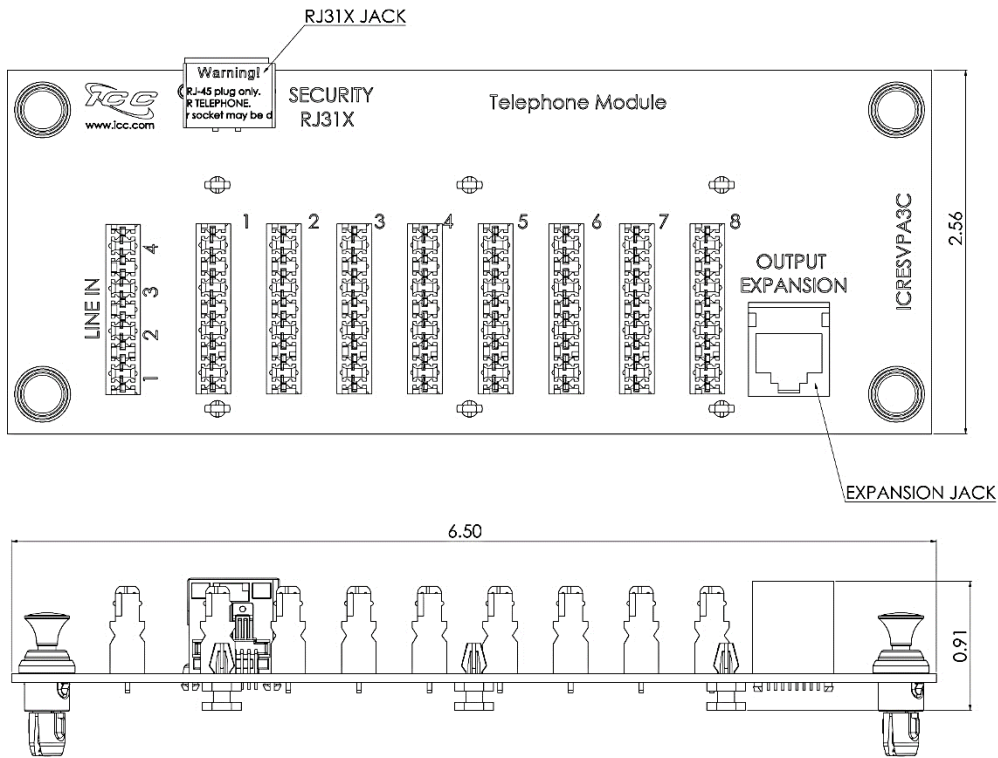 RJ31X JACK
Warning!
RJ-45 plug only.
R TELEPHONE.
r socket may be d
icc
www.icc.com
SECURITY
RJ31X
Telephone Module
1 2 3 4 5 6 7 8
LINE IN
4
3
2
1
OUTPUT
EXPANSION
ICRESVPA3C
2.56
EXPANSION JACK
6.50
0.91